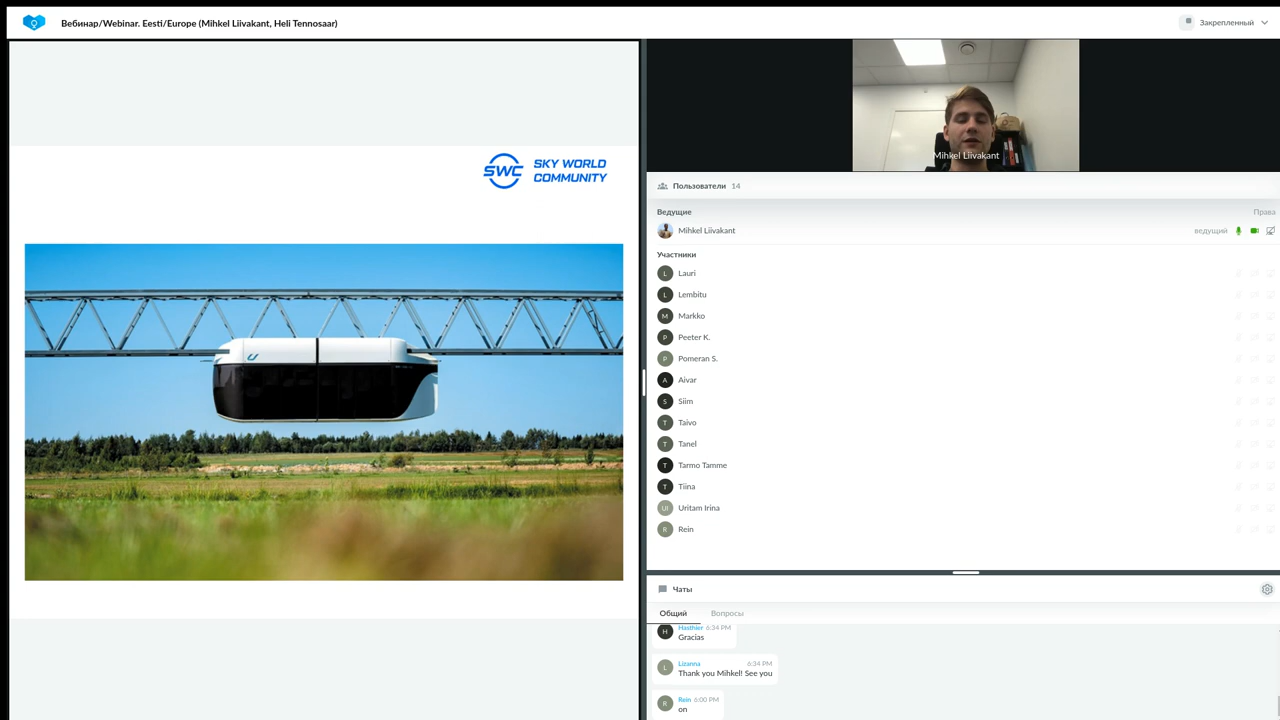 Вебинар/Webinar. Eesti/Europe (Mihkel Liivakant, Heli Tennosaar)
Закрепленный
SWC SKY WORLD
COMMUNITY
Mihkel Liivakant
Пользователи 14
Ведущие Права
Mihkel Liivakant ведущий
Участники
L Lauri
L Lembitu
M Markko
P Peeter K.
P Pomeran S.
A Aivar
S Siim
T Taivo
T Tanel
T Tarmo Tamme
T Tiina
UI Uritam Irina
R Rein
Чаты
Общий Вопросы
H Hasthier 6:34 PM
Gracias
L Lizanna 6:34 PM
Thank you Mihkel! See you
R Rein 6:00 PM
on